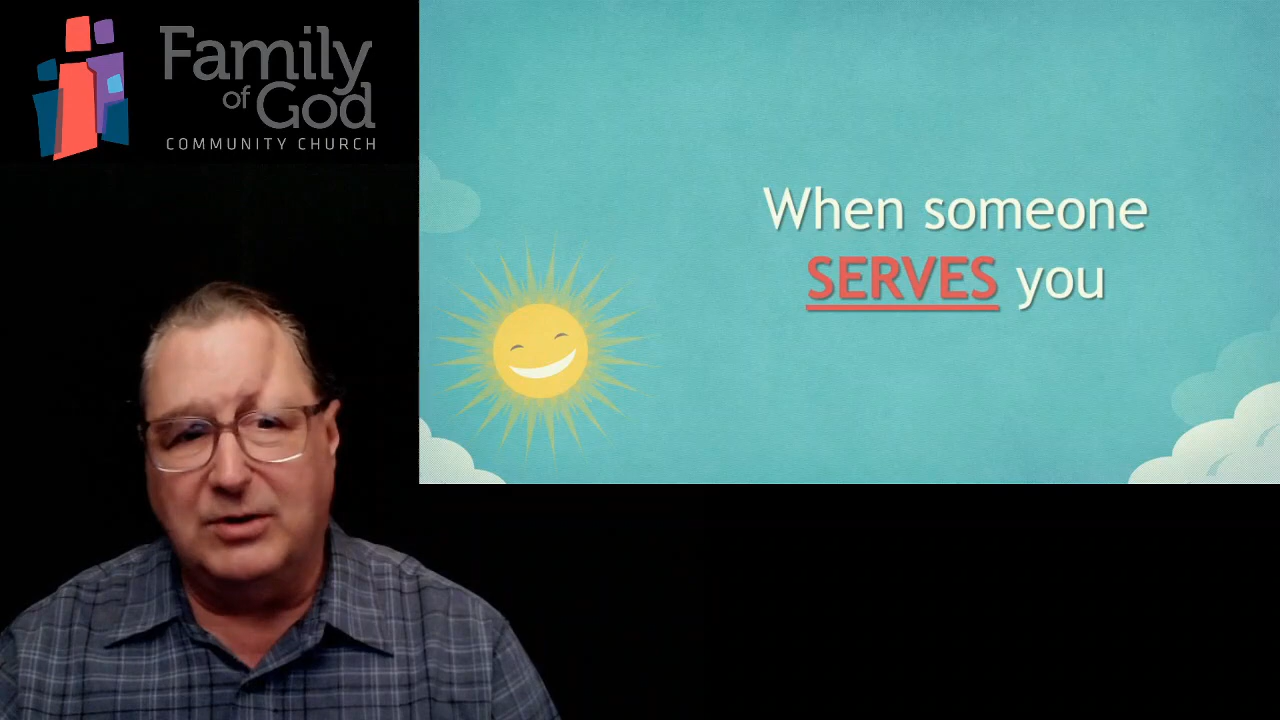 Family
of
God
COMMUNITY CHURCH
When someone
SERVES you